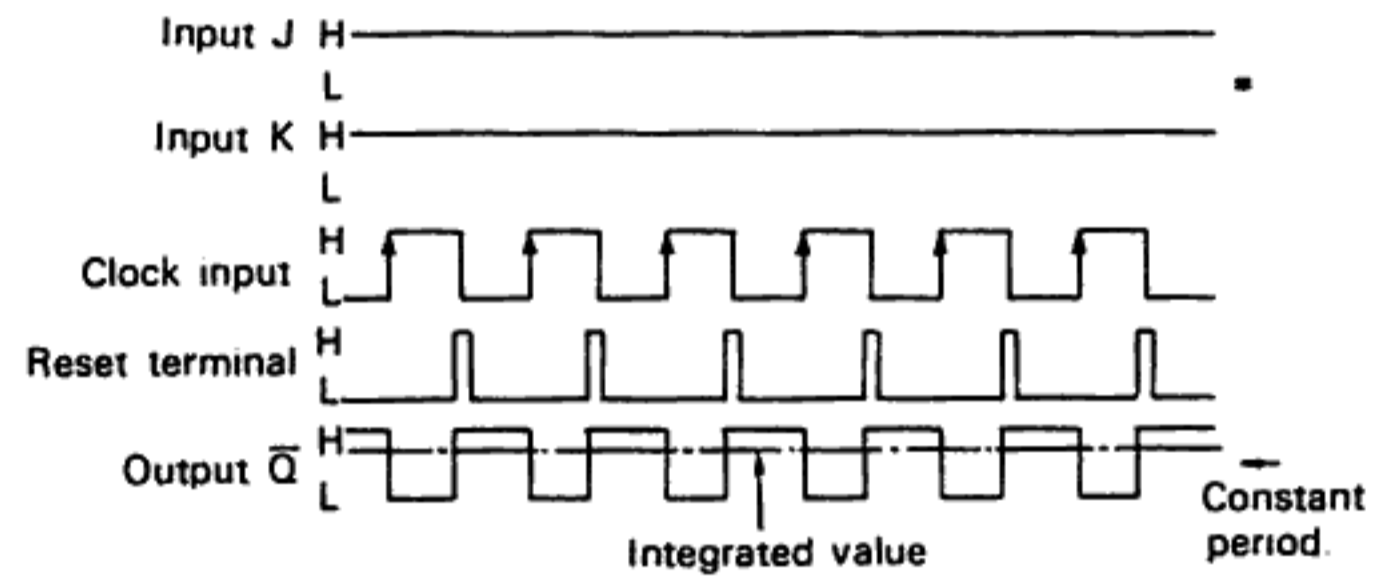 Input J H
L
Input K H
L
H
Clock input
L
H
Reset terminal
L
H
Output Q̅
L
Constant
period.
Integrated value